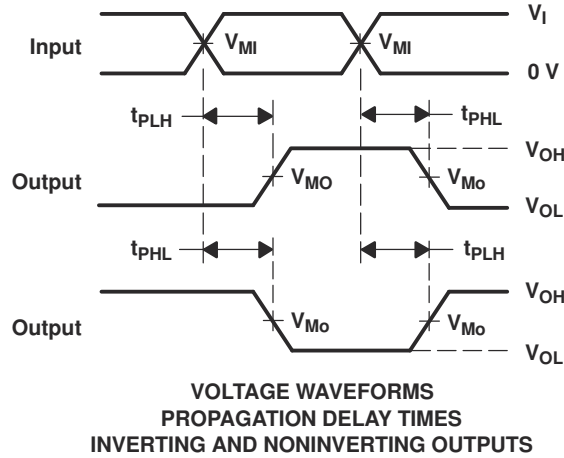 Input
V_MI
V_MI
V_I
0 V
t_PLH
t_PHL
Output
V_MO
V_Mo
V_OH
V_OL
t_PHL
t_PLH
Output
V_Mo
V_Mo
V_OH
V_OL
VOLTAGE WAVEFORMS
PROPAGATION DELAY TIMES
INVERTING AND NONINVERTING OUTPUTS